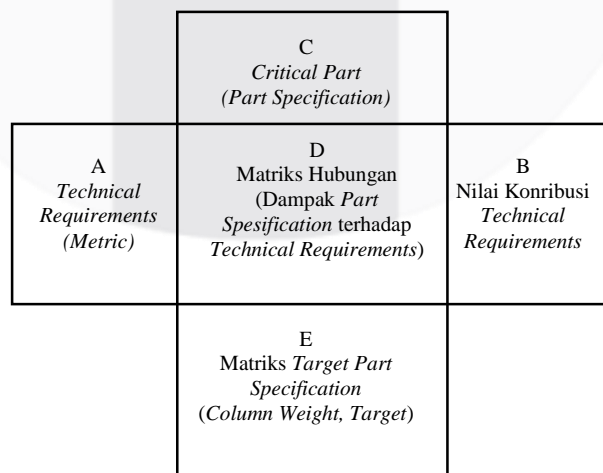 C
Critical Part
(Part Specification)
A
Technical
Requirements
(Metric)
D
Matriks Hubungan
(Dampak Part
Spesification terhadap
Technical Requirements)
B
Nilai Konribusi
Technical
Requirements
E
Matriks Target Part
Specification
(Column Weight, Target)